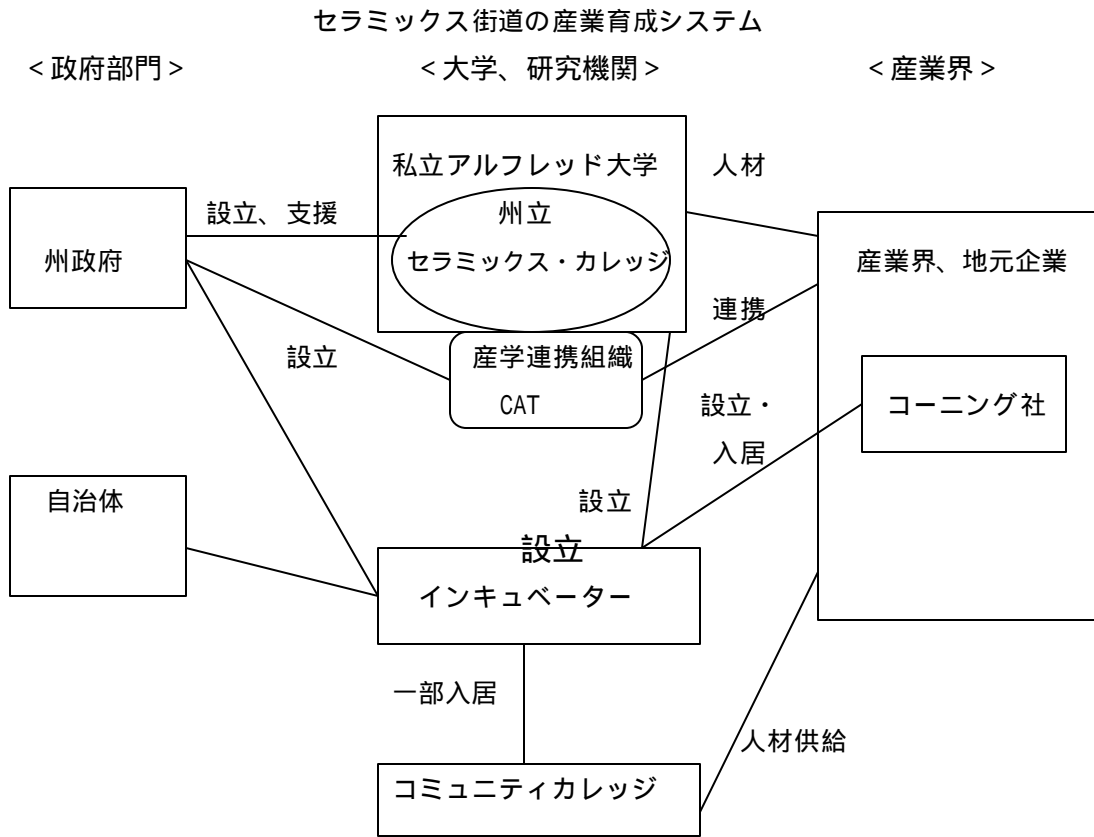 セラミックス街道の産業育成システム
<政府部門>
<大学、研究機関>
<産業界>
私立アルフレッド大学
人材
設立、支援
州立
州政府
セラミックス・カレッジ
産業界、地元企業
連携
設立
産学連携組織
CAT
設立・
入居
コーニング社
自治体
設立
設立
インキュベーター
一部入居
人材供給
コミュニティカレッジ